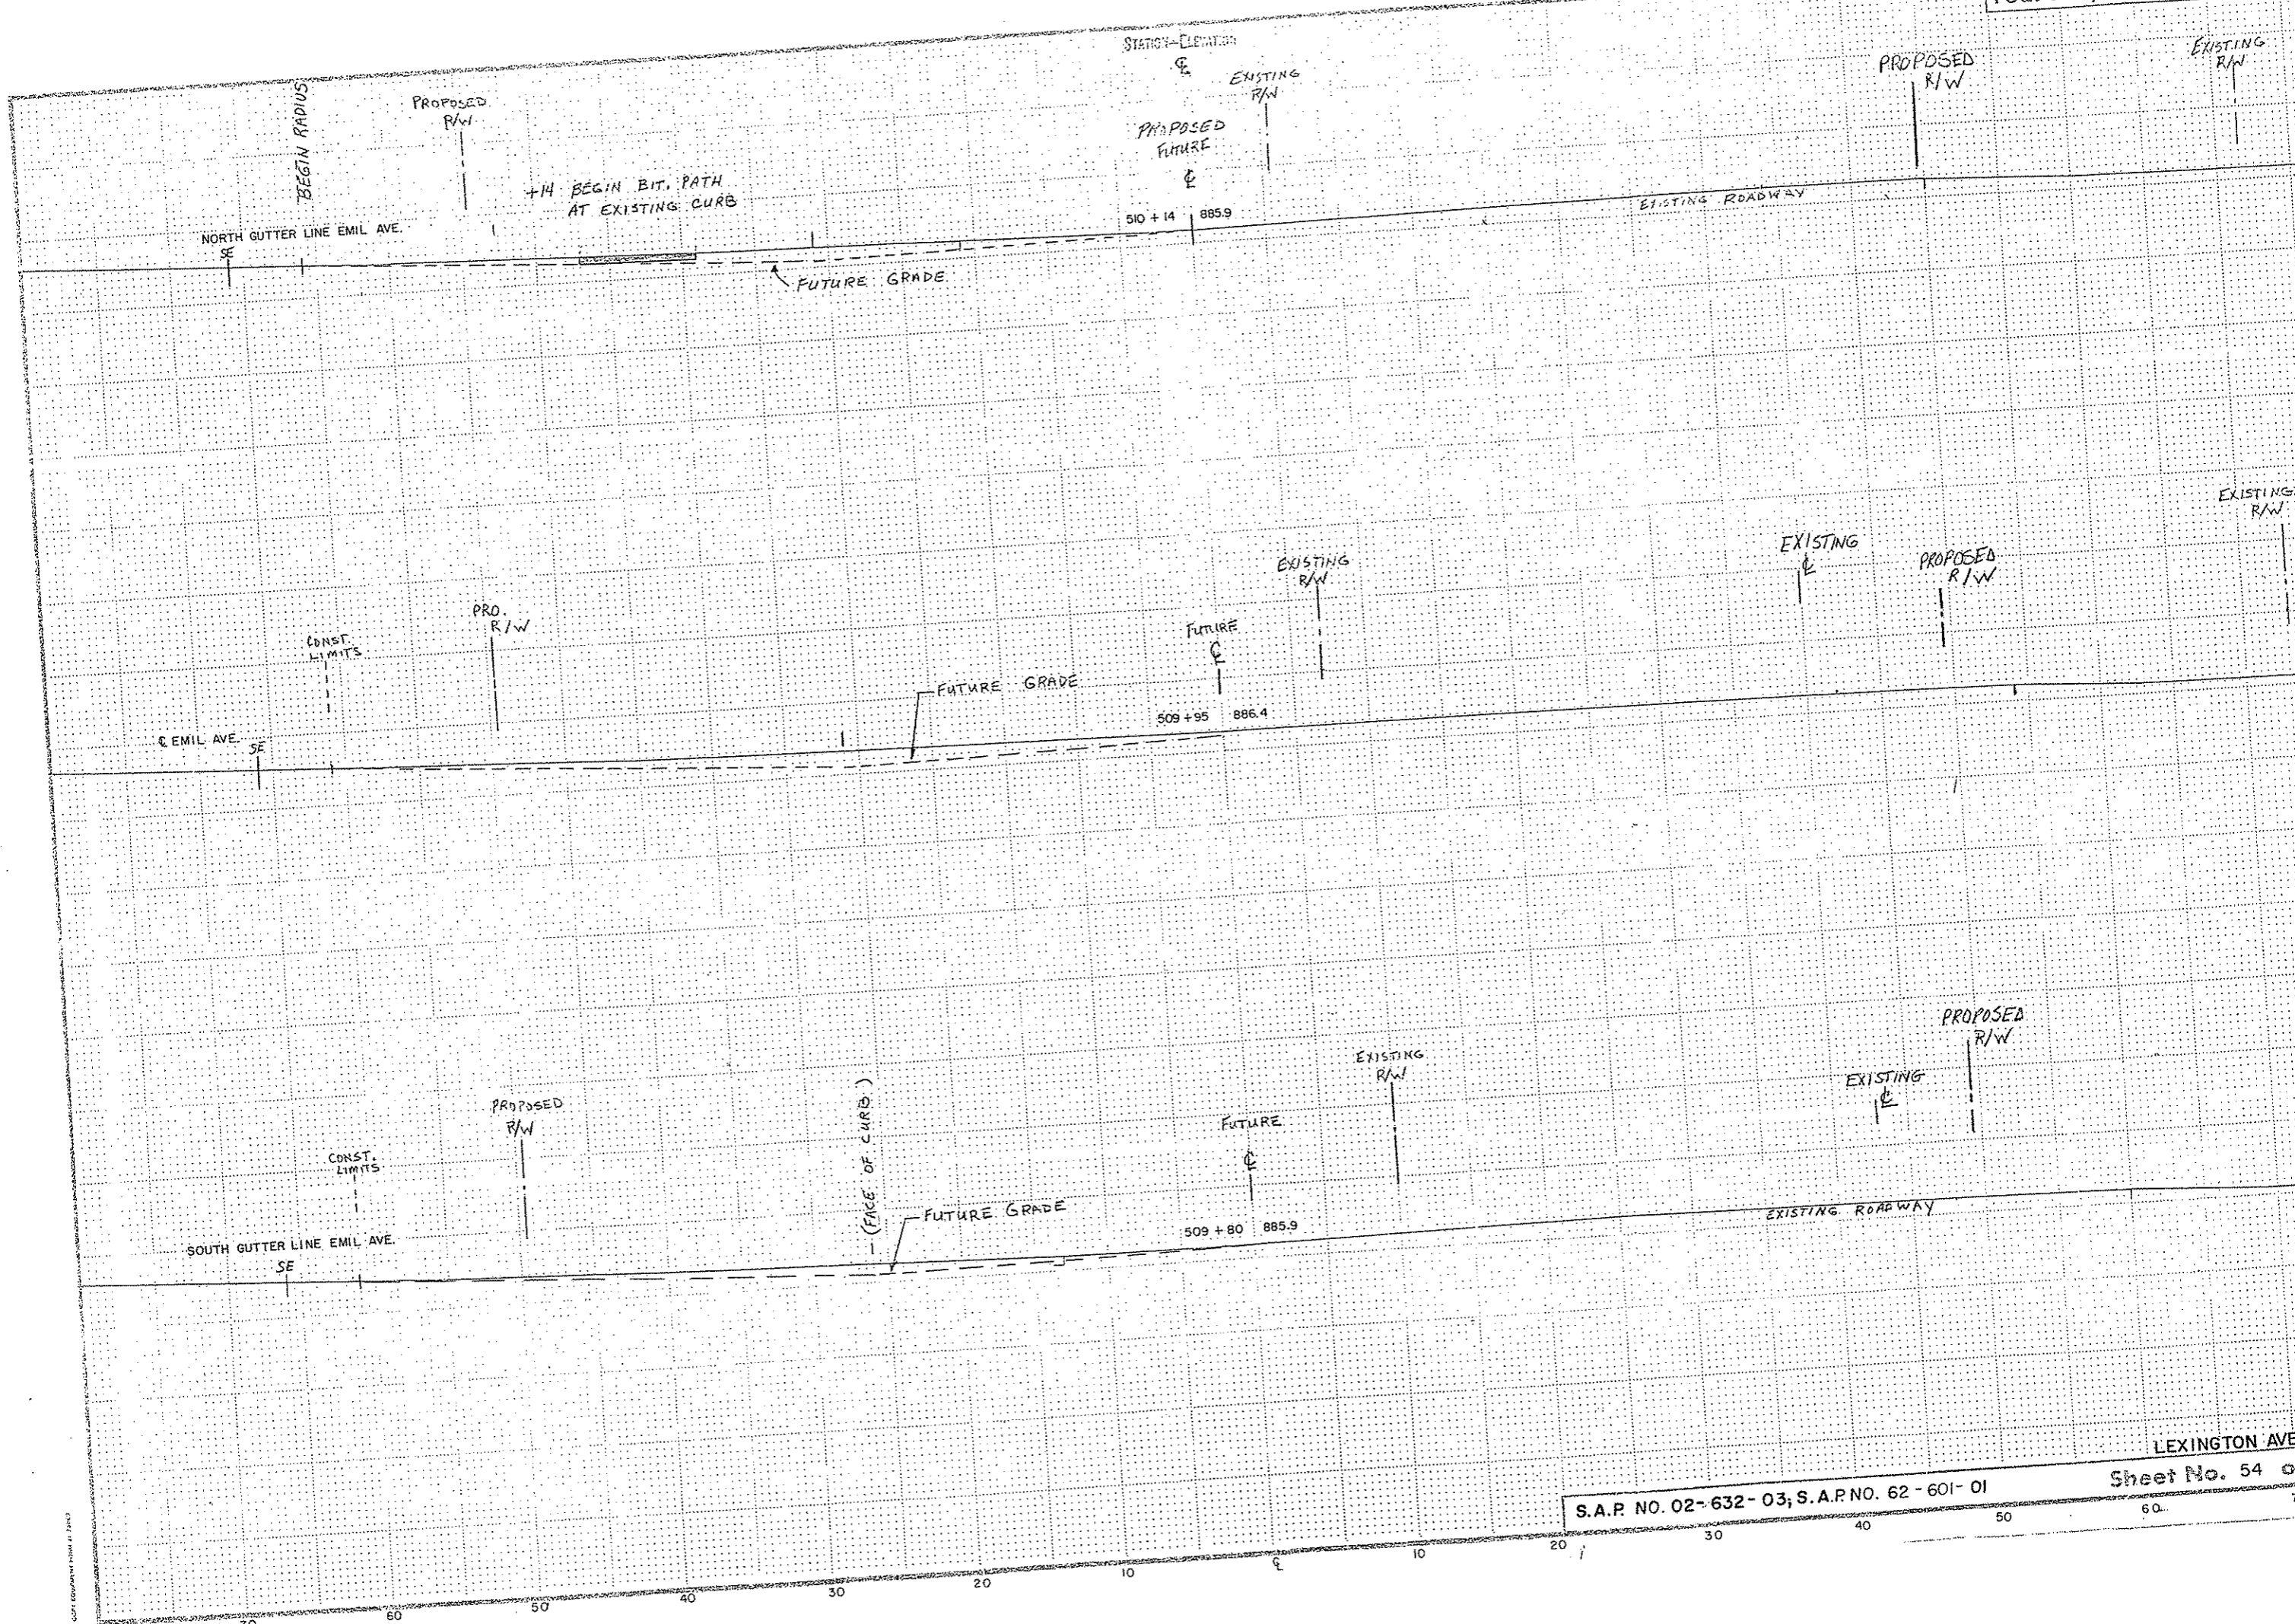 STATION-ELEVATION
℄
BEGIN RADIUS
PROPOSED
R/W
+14 BEGIN BIT. PATH
AT EXISTING CURB
PROPOSED
FUTURE
℄
EXISTING
R/W
PROPOSED
R/W
EXISTING
R/W
NORTH GUTTER LINE EMIL AVE.
SE
510 + 14 885.9
EXISTING ROADWAY
FUTURE GRADE
CONST.
LIMITS
PRO.
R/W
FUTURE
℄
EXISTING
R/W
EXISTING
℄
PROPOSED
R/W
EXISTING
R/W
FUTURE GRADE
509 + 95 886.4
℄ EMIL AVE.
SE
CONST.
LIMITS
PROPOSED
R/W
(FACE OF CURB)
FUTURE
℄
EXISTING
R/W
EXISTING
℄
PROPOSED
R/W
FUTURE GRADE
509 + 80 885.9
EXISTING ROADWAY
SOUTH GUTTER LINE EMIL AVE.
SE
LEXINGTON AVE
S.A.P. NO. 02-632-03; S.A.P. NO. 62-601-01
Sheet No. 54
60 50 40 30 20 10 ℄ 10 20 30 40 50 60